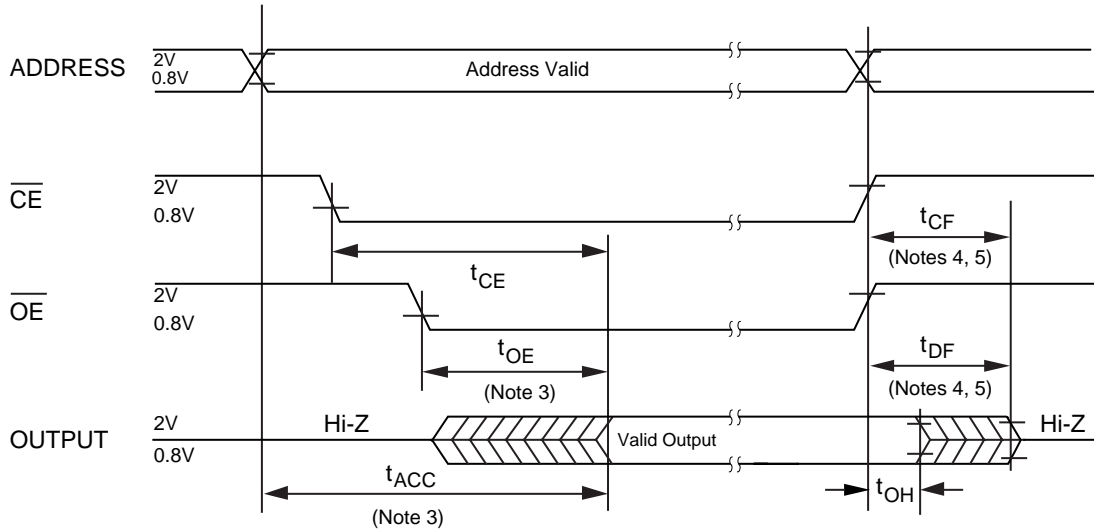 ADDRESS
2V
0.8V
Address Valid
CE
2V
0.8V
tCE
tCF
(Notes 4, 5)
OE
2V
0.8V
tOE
(Note 3)
tDF
(Notes 4, 5)
OUTPUT
2V
0.8V
Hi-Z
Valid Output
Hi-Z
tACC
(Note 3)
tOH